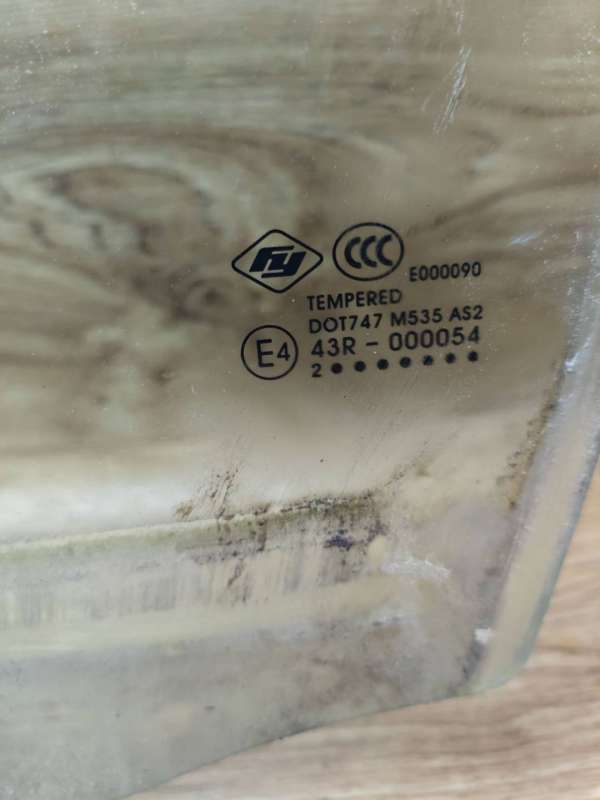 FY CCC E000090
TEMPERED
DOT747 M535 AS2
E4 43R - 000054
2 • • • • • • •